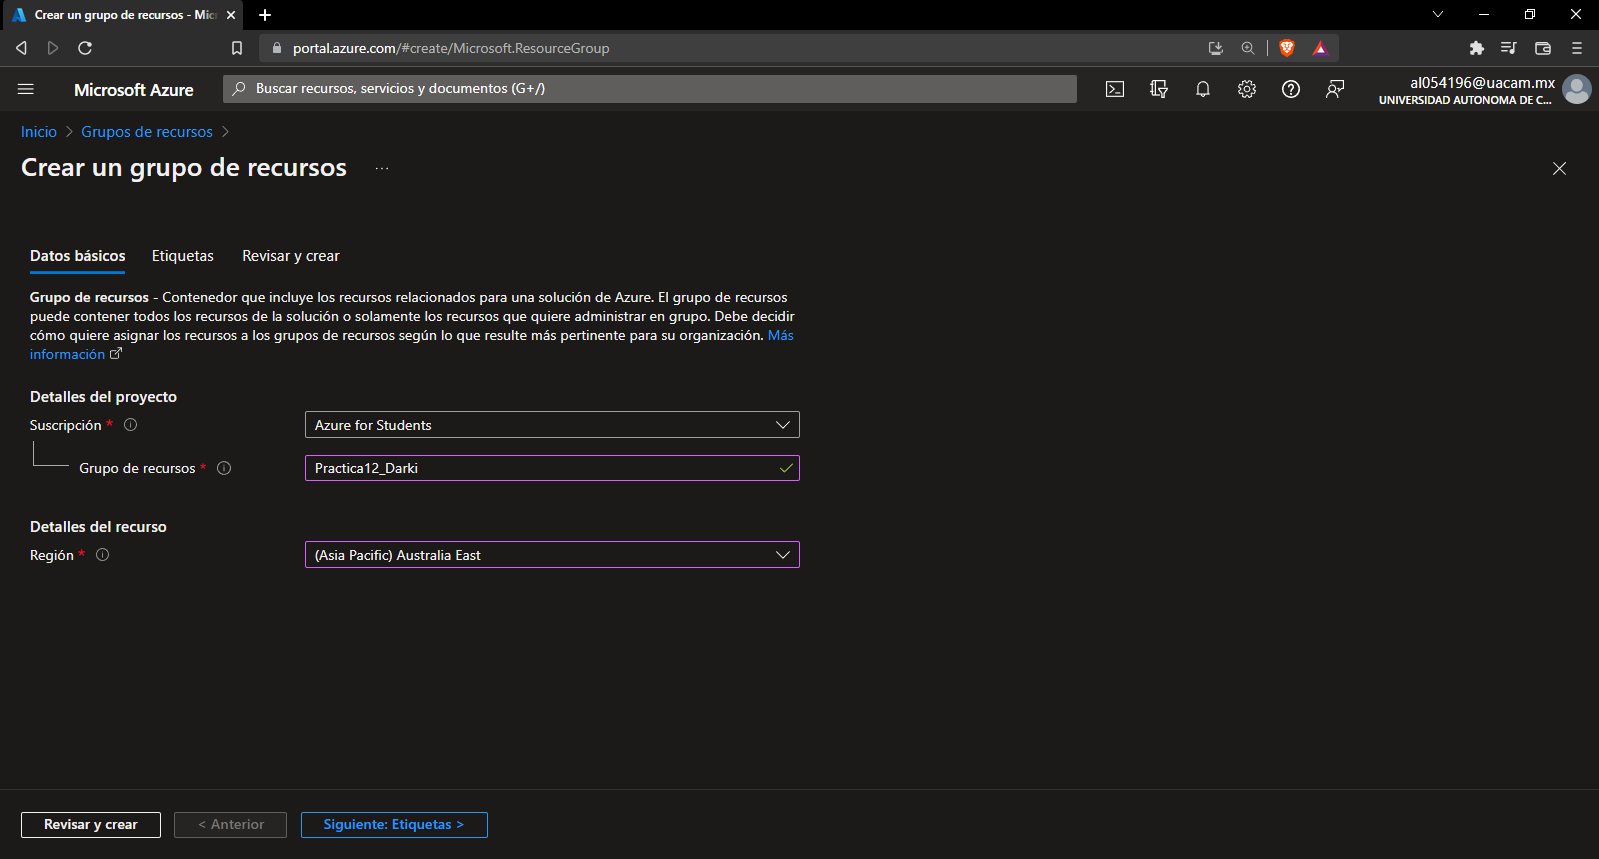 Crear un grupo de recursos - Mic
portal.azure.com/#create/Microsoft.ResourceGroup
Microsoft Azure
Buscar recursos, servicios y documentos (G+/)
al054196@uacam.mx
UNIVERSIDAD AUTONOMA DE C...
Inicio > Grupos de recursos >
Crear un grupo de recursos ...
Datos básicos Etiquetas Revisar y crear
Grupo de recursos - Contenedor que incluye los recursos relacionados para una solución de Azure. El grupo de recursos
puede contener todos los recursos de la solución o solamente los recursos que quiere administrar en grupo. Debe decidir
cómo quiere asignar los recursos a los grupos de recursos según lo que resulte más pertinente para su organización. Más
información
Detalles del proyecto
Suscripción * Azure for Students
Grupo de recursos * Practica12_Darki
Detalles del recurso
Región * (Asia Pacific) Australia East
Revisar y crear < Anterior Siguiente: Etiquetas >